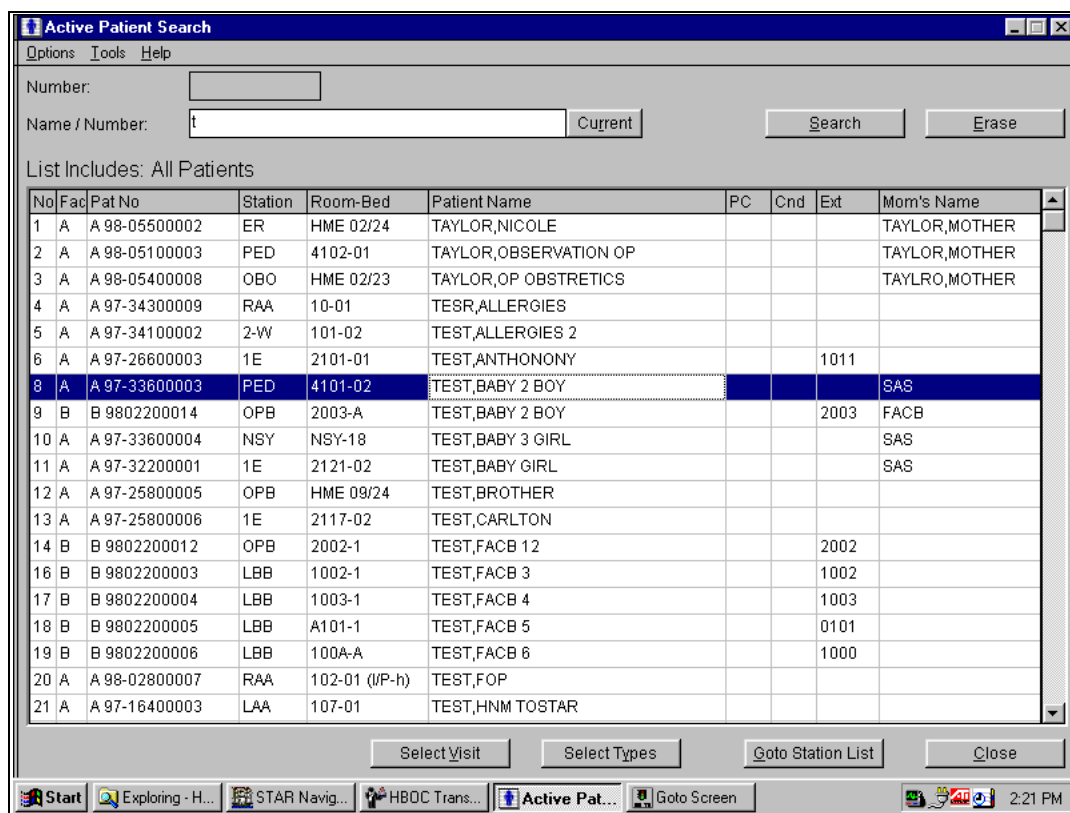 Active Patient Search
Options Tools Help
Number:
Name / Number: t Current Search Erase
List Includes: All Patients
No Fac Pat No Station Room-Bed Patient Name PC Cnd Ext Mom's Name
1 A A 98-05500002 ER HME 02/24 TAYLOR,NICOLE TAYLOR,MOTHER
2 A A 98-05100003 PED 4102-01 TAYLOR,OBSERVATION OP TAYLOR,MOTHER
3 A A 98-05400008 OBO HME 02/23 TAYLOR,OP OBSTRETICS TAYLRO,MOTHER
4 A A 97-34300009 RAA 10-01 TESR,ALLERGIES
5 A A 97-34100002 2-W 101-02 TEST,ALLERGIES 2
6 A A 97-26600003 1E 2101-01 TEST,ANTHONONY 1011
8 A A 97-33600003 PED 4101-02 TEST,BABY 2 BOY SAS
9 B B 9802200014 OPB 2003-A TEST,BABY 2 BOY 2003 FACB
10 A A 97-33600004 NSY NSY-18 TEST,BABY 3 GIRL SAS
11 A A 97-32200001 1E 2121-02 TEST,BABY GIRL SAS
12 A A 97-25800005 OPB HME 09/24 TEST,BROTHER
13 A A 97-25800006 1E 2117-02 TEST,CARLTON
14 B B 9802200012 OPB 2002-1 TEST,FACB 12 2002
16 B B 9802200003 LBB 1002-1 TEST,FACB 3 1002
17 B B 9802200004 LBB 1003-1 TEST,FACB 4 1003
18 B B 9802200005 LBB A101-1 TEST,FACB 5 0101
19 B B 9802200006 LBB 100A-A TEST,FACB 6 1000
20 A A 98-02800007 RAA 102-01 (I/P-h) TEST,FOP
21 A A 97-16400003 LAA 107-01 TEST,HNM TOSTAR
Select Visit Select Types Goto Station List Close
Start Exploring - H... STAR Navig... HBOC Trans... Active Pat... Goto Screen 2:21 PM